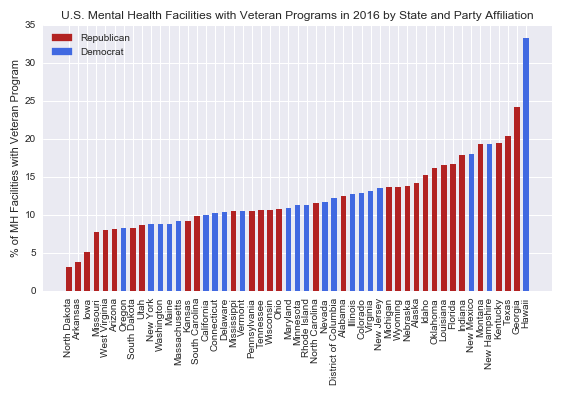 U.S. Mental Health Facilities with Veteran Programs in 2016 by State and Party Affiliation
Republican
Democrat
% of MH Facilities with Veteran Program
35
30
25
20
15
10
5
0
North Dakota
Arkansas
Iowa
Missouri
West Virginia
Arizona
Oregon
South Dakota
Utah
New York
Washington
Maine
Massachusetts
Kansas
South Carolina
California
Connecticut
Delaware
Mississippi
Vermont
Pennsylvania
Tennessee
Wisconsin
Ohio
Maryland
Minnesota
Rhode Island
North Carolina
Nevada
District of Columbia
Alabama
Illinois
Colorado
Virginia
New Jersey
Michigan
Wyoming
Nebraska
Alaska
Idaho
Oklahoma
Louisiana
Florida
Indiana
New Mexico
Montana
New Hampshire
Kentucky
Texas
Georgia
Hawaii